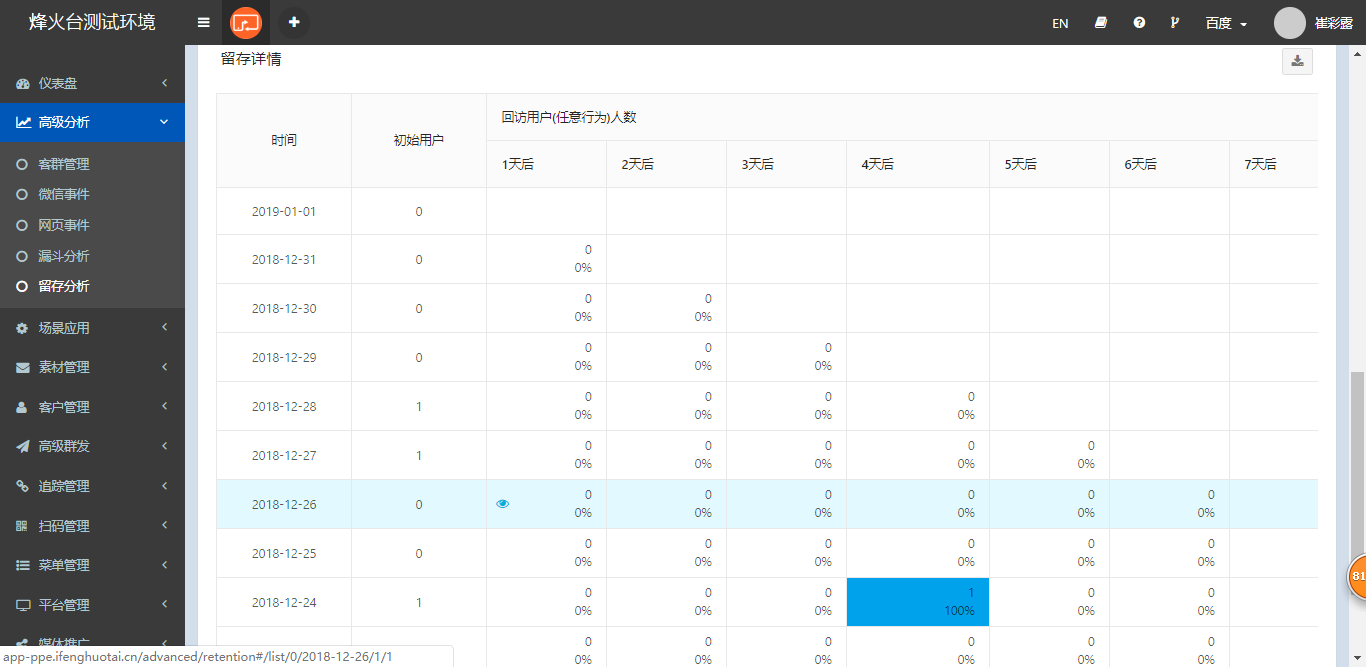 烽火台测试环境
EN
百度
崔彩露
仪表盘
高级分析
客群管理
微信事件
网页事件
漏斗分析
留存分析
场景应用
素材管理
客户管理
高级群发
追踪管理
扫码管理
菜单管理
平台管理
媒体推广
app-ppe.ifenghuotai.cn/advanced/retention#/list/0/2018-12-26/1/1
留存详情
时间 初始用户 回访用户(任意行为)人数
1天后 2天后 3天后 4天后 5天后 6天后 7天后
2019-01-01 0
2018-12-31 0 0
0%
2018-12-30 0 0 0
0% 0%
2018-12-29 0 0 0 0
0% 0% 0%
2018-12-28 1 0 0 0 0
0% 0% 0% 0%
2018-12-27 1 0 0 0 0 0
0% 0% 0% 0% 0%
2018-12-26 0 0 0 0 0 0 0
0% 0% 0% 0% 0% 0%
2018-12-25 0 0 0 0 0 0 0
0% 0% 0% 0% 0% 0%
2018-12-24 1 0 0 0 1 0 0
0% 0% 0% 100% 0% 0%
0 0 0 0 0 0
0% 0% 0% 0% 0% 0%
81